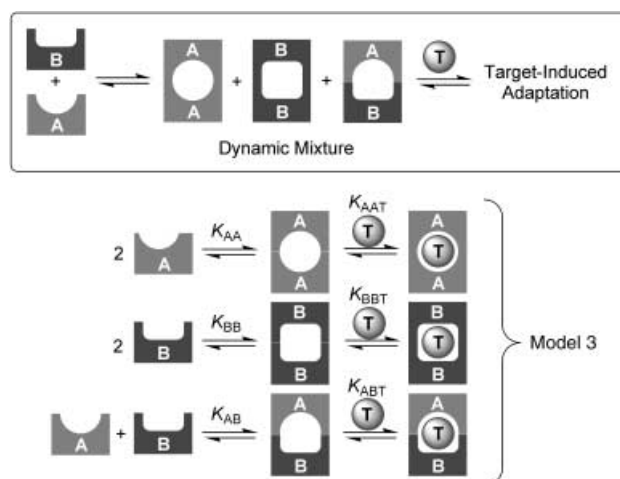 A B A
B + + + T Target-Induced
+ Adaptation
A
A B B
Dynamic Mixture
K_AA A K_AAT A
2 A T T
A A
K_BB B K_BBT B
2 B T T Model 3
B B
K_AB A K_ABT A
A + B T T
B B